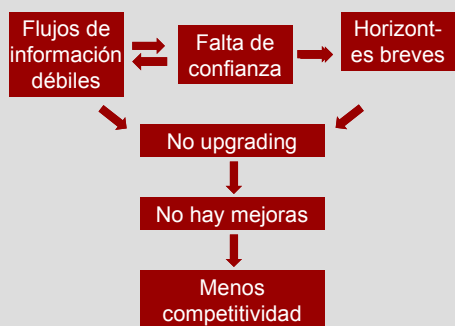 Flujos de
información
débiles
Falta de
confianza
Horizont-
es breves
No upgrading
No hay mejoras
Menos
competitividad